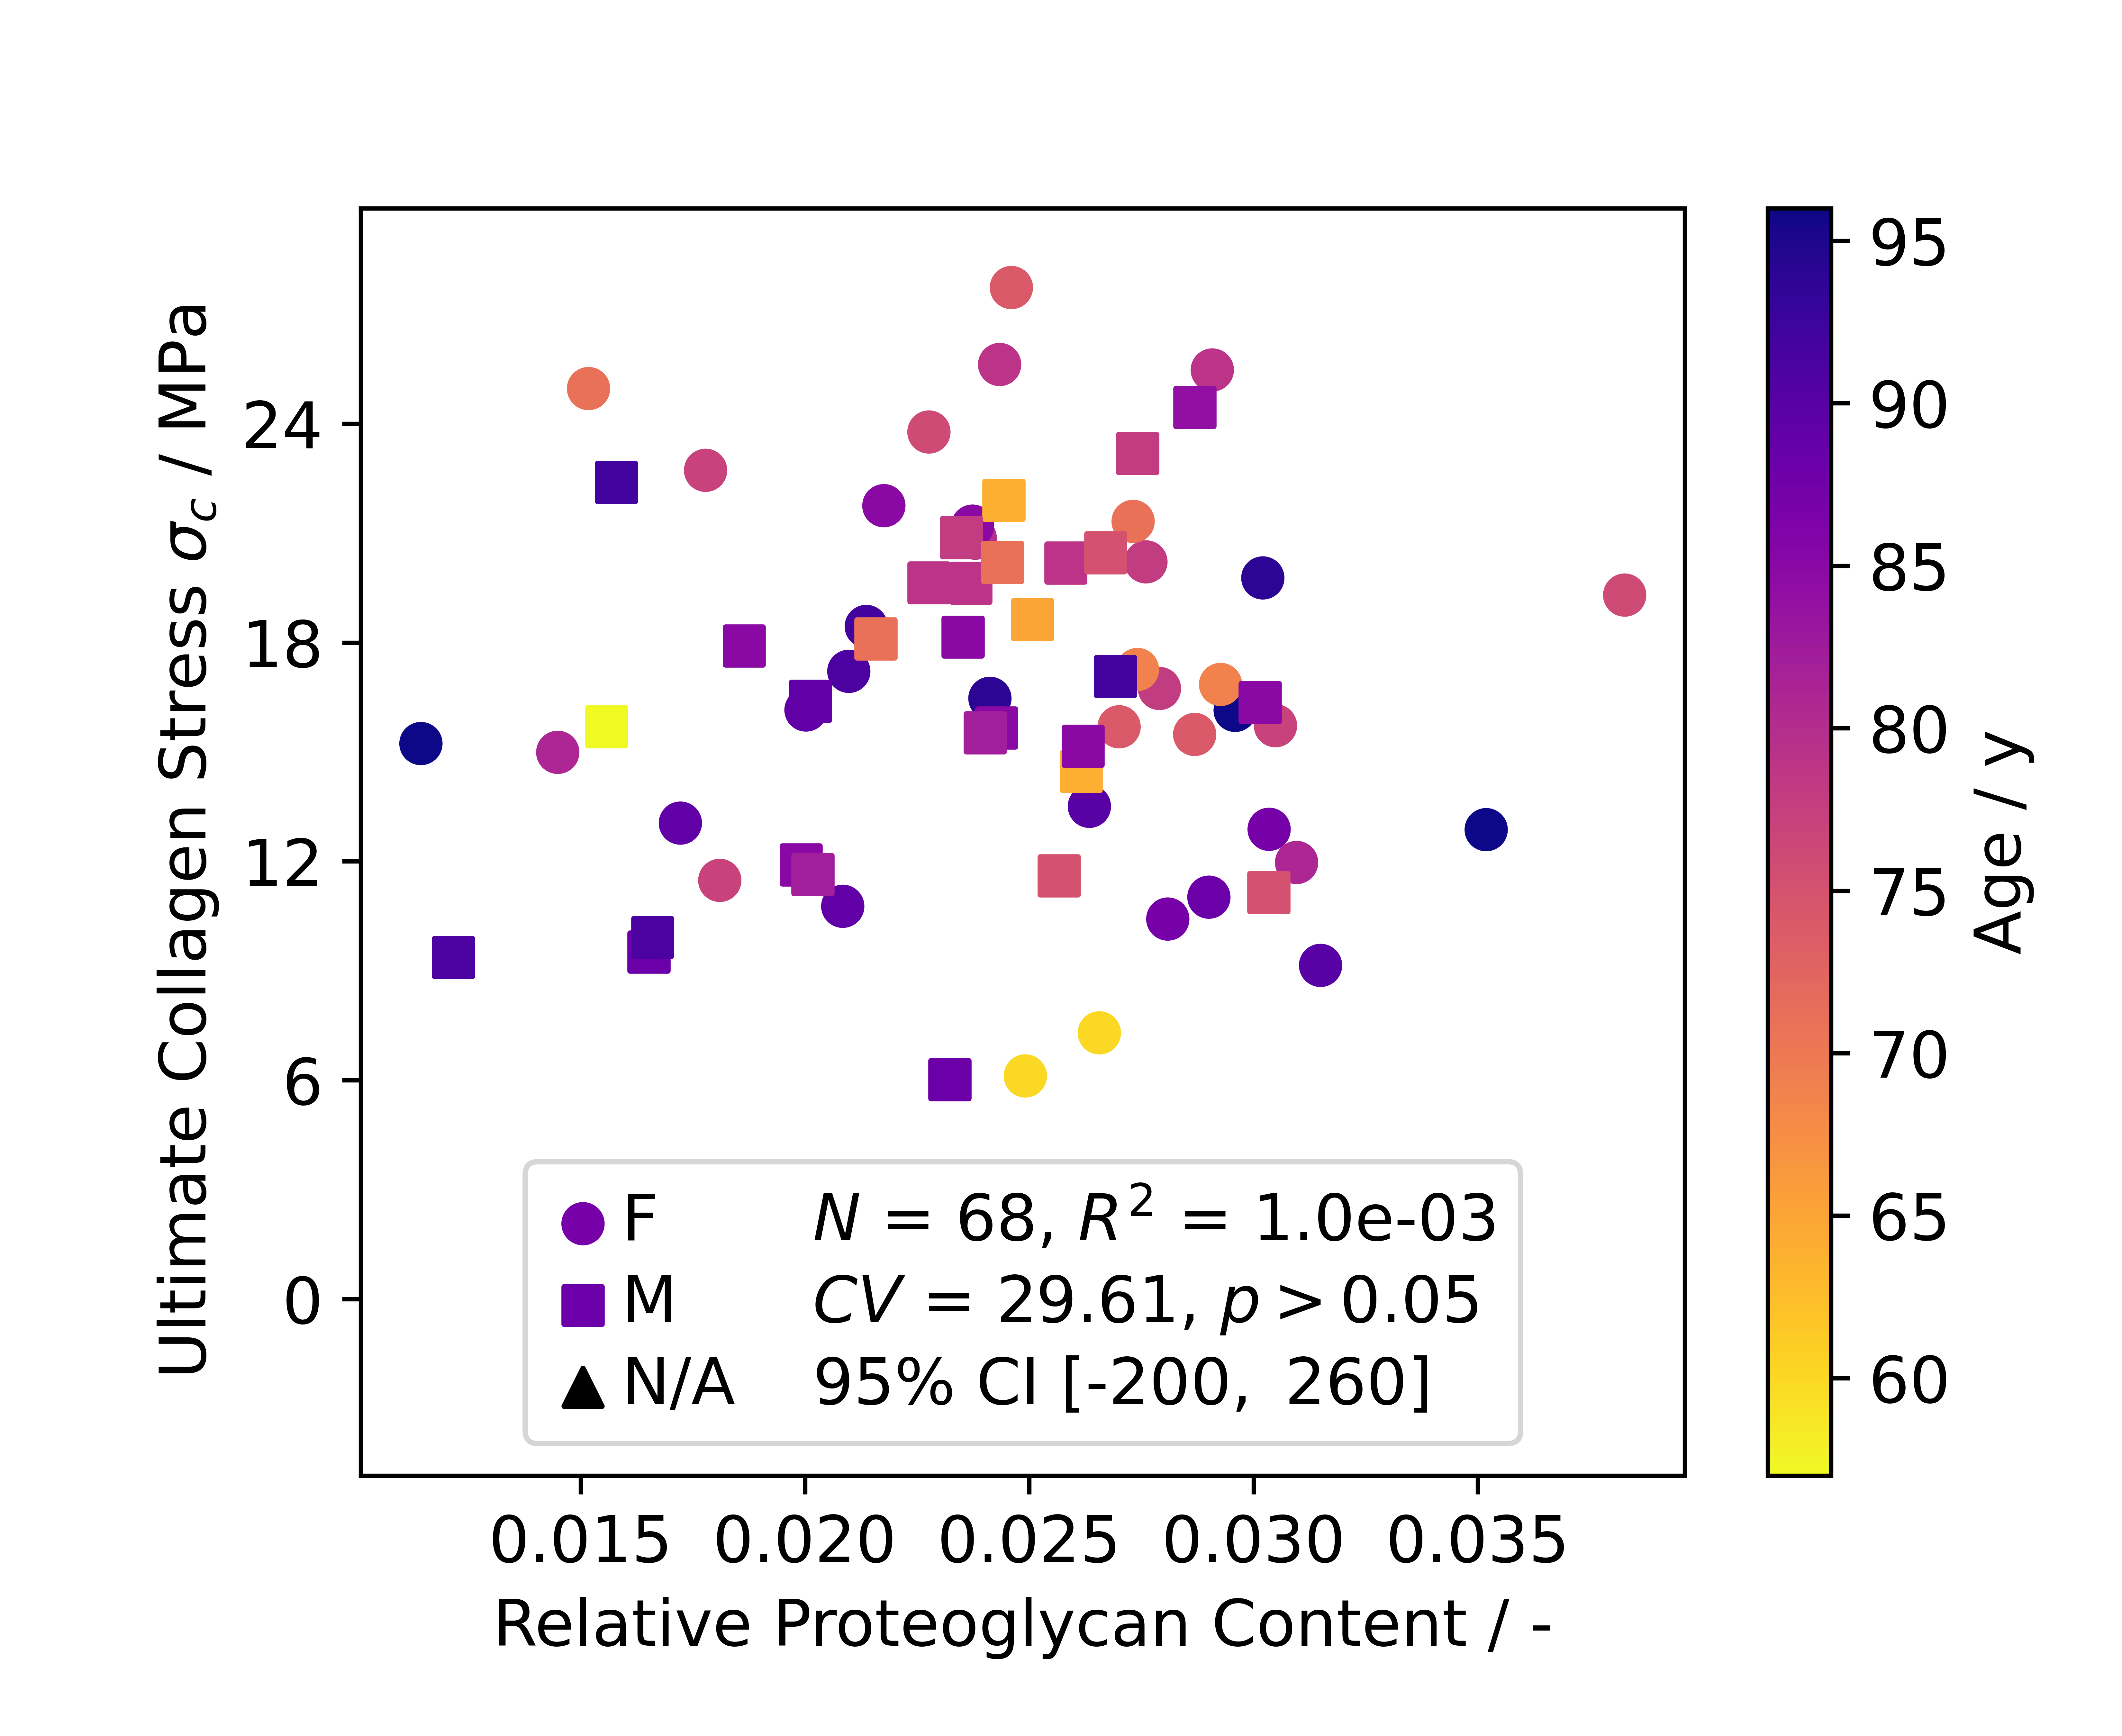 Ultimate Collagen Stress σc / MPa
24
18
12
6
0
F
M
N/A
N = 68, R² = 1.0e-03
CV = 29.61, p > 0.05
95% CI [-200, 260]
0.015 0.020 0.025 0.030 0.035
Relative Proteoglycan Content / -
95
90
85
80
75
70
65
60
Age / y